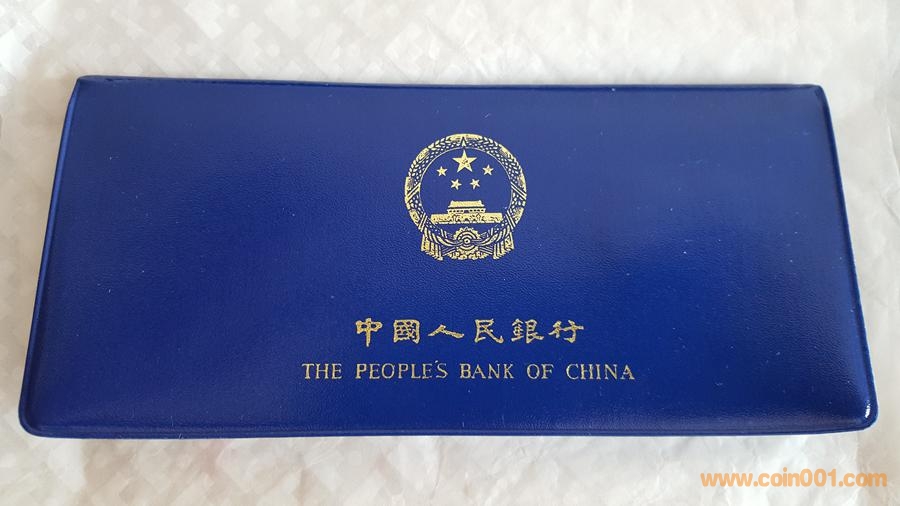 中國人民銀行
THE PEOPLE'S BANK OF CHINA
www.coin001.com